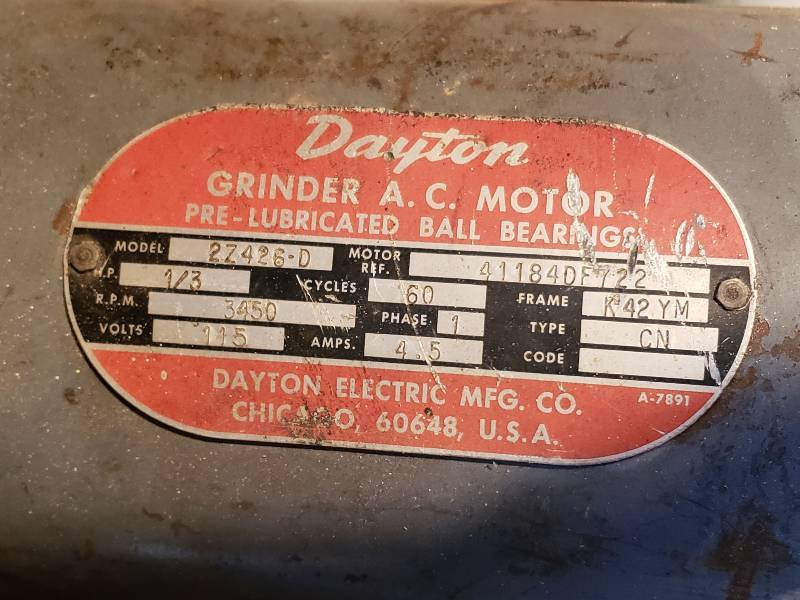 Dayton
GRINDER A. C. MOTOR
PRE-LUBRICATED BALL BEARINGS
MODEL 2Z426-D MOTOR REF. 41184DF722
H.P. 1/3 CYCLES 60 FRAME K42YM
R.P.M. 3450 PHASE 1 TYPE CN
VOLTS 115 AMPS. 4.5 CODE
DAYTON ELECTRIC MFG. CO. A-7891
CHICAGO, 60648, U.S.A.